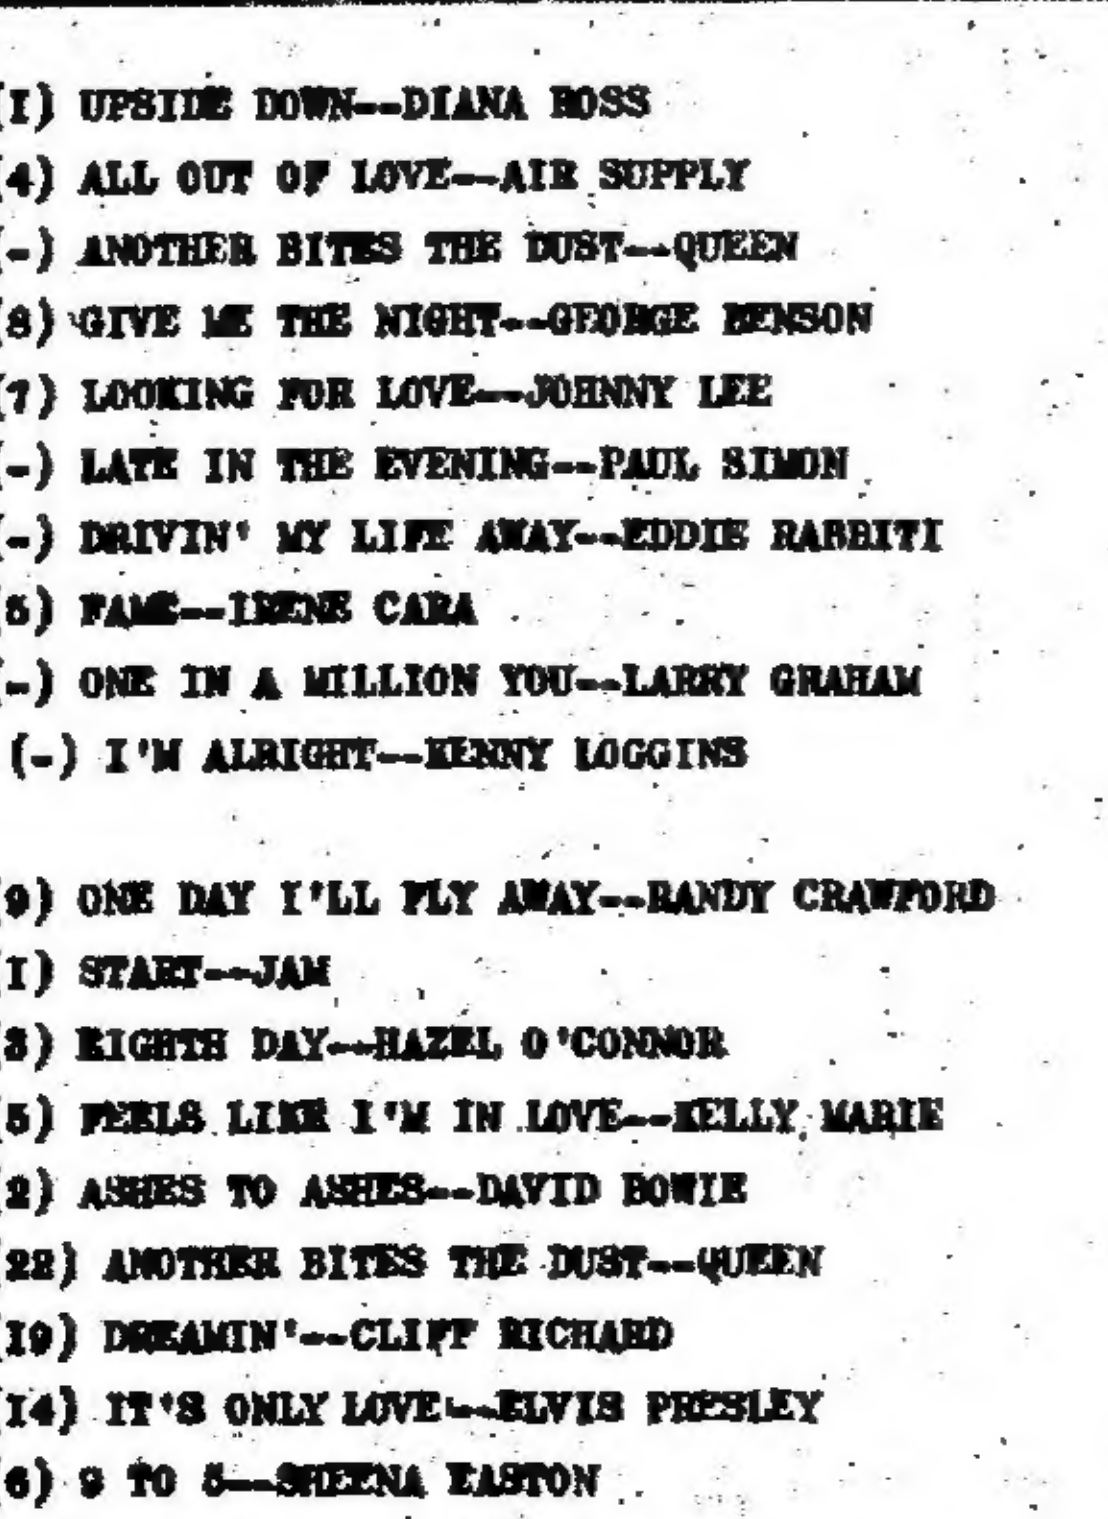 (I) UPSIDE DOWN--DIANA ROSS
(4) ALL OUT OF LOVE--AIR SUPPLY
(-) ANOTHER BITES THE DUST--QUEEN
(8) GIVE ME THE NIGHT--GEORGE BENSON
(7) LOOKING FOR LOVE--JOHNNY LEE
(-) LATE IN THE EVENING--PAUL SIMON
(-) DRIVIN' MY LIFE AWAY--EDDIE RABBITI
(5) FAME--IRENE CARA
(-) ONE IN A MILLION YOU--LARRY GRAHAM
(-) I'M ALRIGHT--KENNY LOGGINS
(9) ONE DAY I'LL FLY AWAY--RANDY CRAWFORD
(I) START--JAM
(3) EIGHTH DAY--HAZEL O'CONNOR
(5) FEELS LIKE I'M IN LOVE--KELLY MARIE
(2) ASHES TO ASHES--DAVID BOWIE
(22) ANOTHER BITES THE DUST--QUEEN
(I9) DREAMIN'--CLIFF RICHARD
(I4) IT'S ONLY LOVE--ELVIS PRESLEY
(6) 9 TO 5--SHEENA EASTON